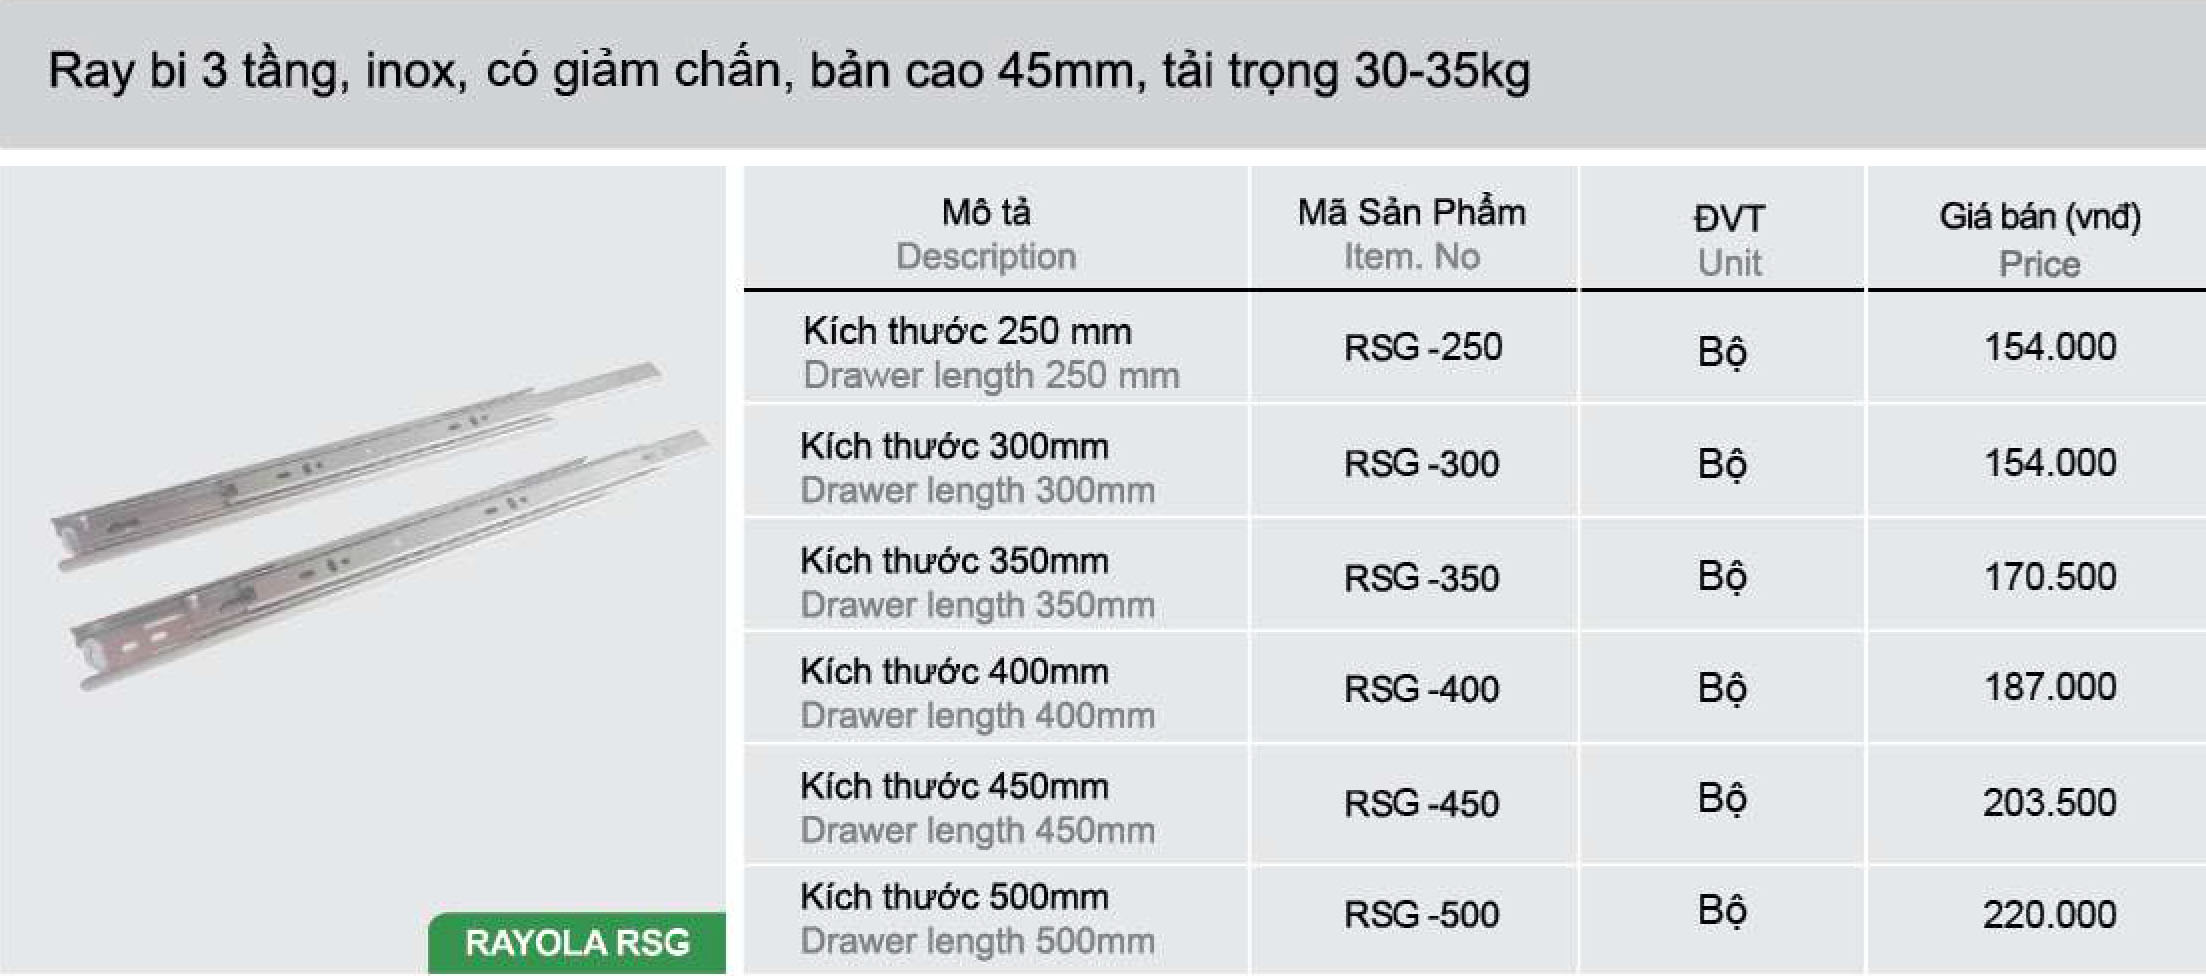 Ray bi 3 tầng, inox, có giảm chấn, bản cao 45mm, tải trọng 30-35kg
Mô tả
Description
Mã Sản Phẩm
Item. No
ĐVT
Unit
Giá bán (vnđ)
Price
Kích thước 250 mm
Drawer length 250 mm
RSG -250
Bộ
154.000
Kích thước 300mm
Drawer length 300mm
RSG -300
Bộ
154.000
Kích thước 350mm
Drawer length 350mm
RSG -350
Bộ
170.500
Kích thước 400mm
Drawer length 400mm
RSG -400
Bộ
187.000
Kích thước 450mm
Drawer length 450mm
RSG -450
Bộ
203.500
Kích thước 500mm
Drawer length 500mm
RSG -500
Bộ
220.000
RAYOLA RSG